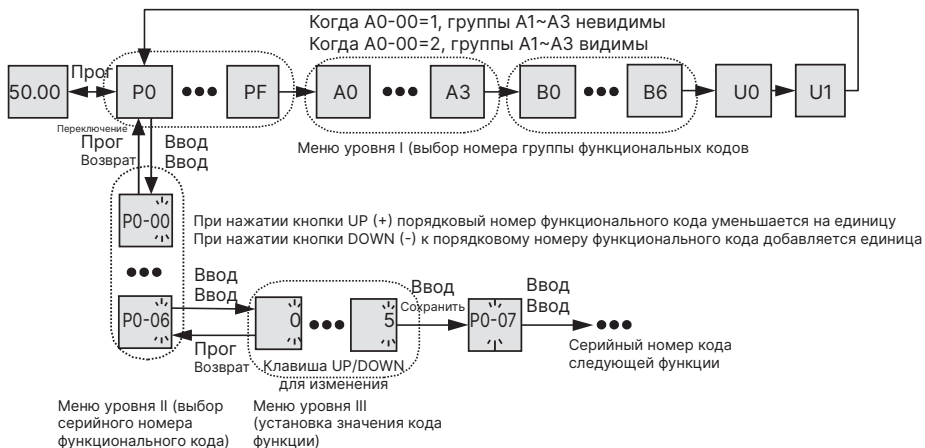 Когда A0-00=1, группы A1~A3 невидимы
Когда A0-00=2, группы A1~A3 видимы
50.00
Прог
P0
PF
A0
A3
B0
B6
U0
U1
Переключение
Прог
Возврат
Ввод
Ввод
Меню уровня I (выбор номера группы функциональных кодов
P0-00
При нажатии кнопки UP (+) порядковый номер функционального кода уменьшается на единицу
При нажатии кнопки DOWN (-) к порядковому номеру функционального кода добавляется единица
P0-06
Ввод
Ввод
Прог
Возврат
0
5
Клавиша UP/DOWN
для изменения
Ввод
Сохранить
P0-07
Ввод
Ввод
Серийный номер кода
следующей функции
Меню уровня II (выбор
серийного номера
функционального кода)
Меню уровня III
(установка значения кода
функции)